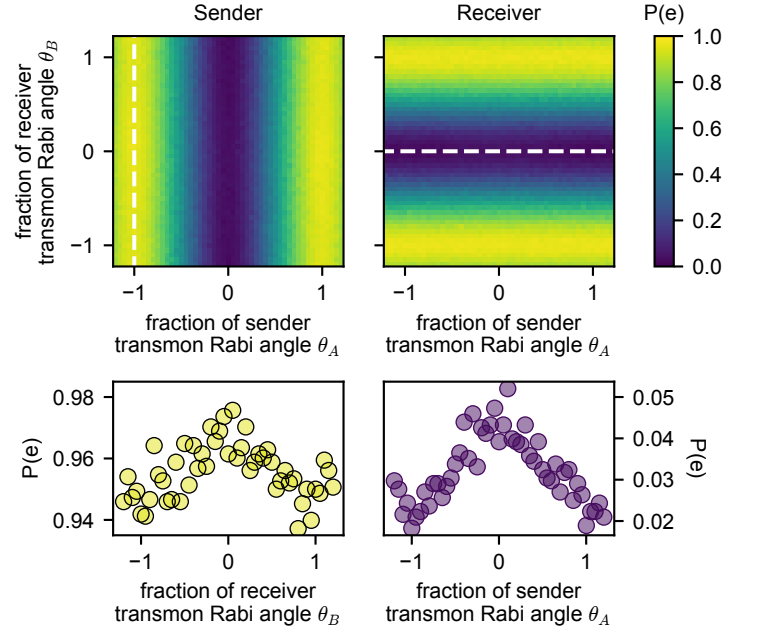 Sender
Receiver
P(e)
fraction of receiver
transmon Rabi angle θ_B
1
0
−1
−1
0
1
−1
0
1
fraction of sender
transmon Rabi angle θ_A
fraction of sender
transmon Rabi angle θ_A
1.0
0.8
0.6
0.4
0.2
0.0
P(e)
0.98
0.96
0.94
−1
0
1
fraction of receiver
transmon Rabi angle θ_B
0.05
0.04
0.03
0.02
P(e)
−1
0
1
fraction of sender
transmon Rabi angle θ_A